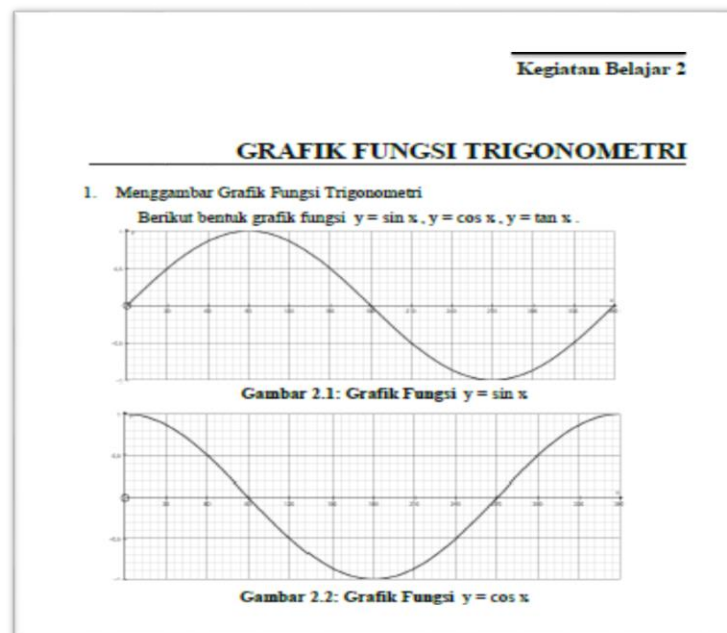 Kegiatan Belajar 2
GRAFIK FUNGSI TRIGONOMETRI
1. Menggambar Grafik Fungsi Trigonometri
Berikut bentuk grafik fungsi y = sin x , y = cos x , y = tan x .
Gambar 2.1: Grafik Fungsi y = sin x
Gambar 2.2: Grafik Fungsi y = cos x